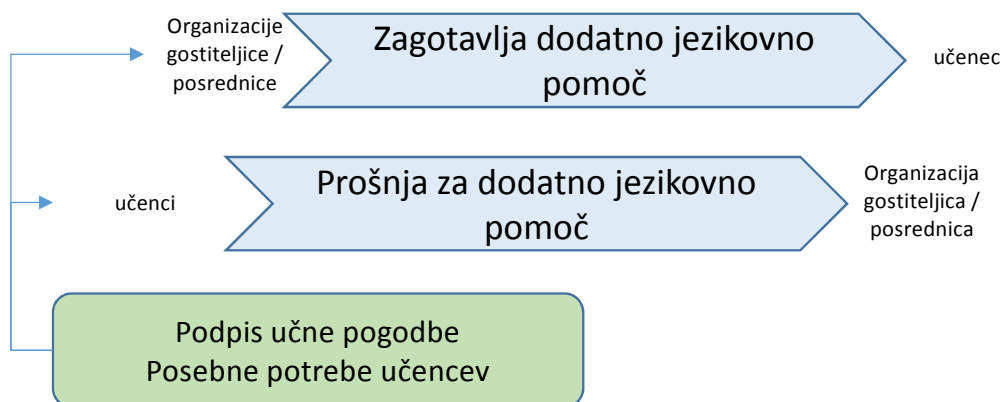 Organizacije
gostiteljice /
posrednice
Zagotavlja dodatno jezikovno
pomoč
učenec
učenci
Prošnja za dodatno jezikovno
pomoč
Organizacija
gostiteljica /
posrednica
Podpis učne pogodbe
Posebne potrebe učencev